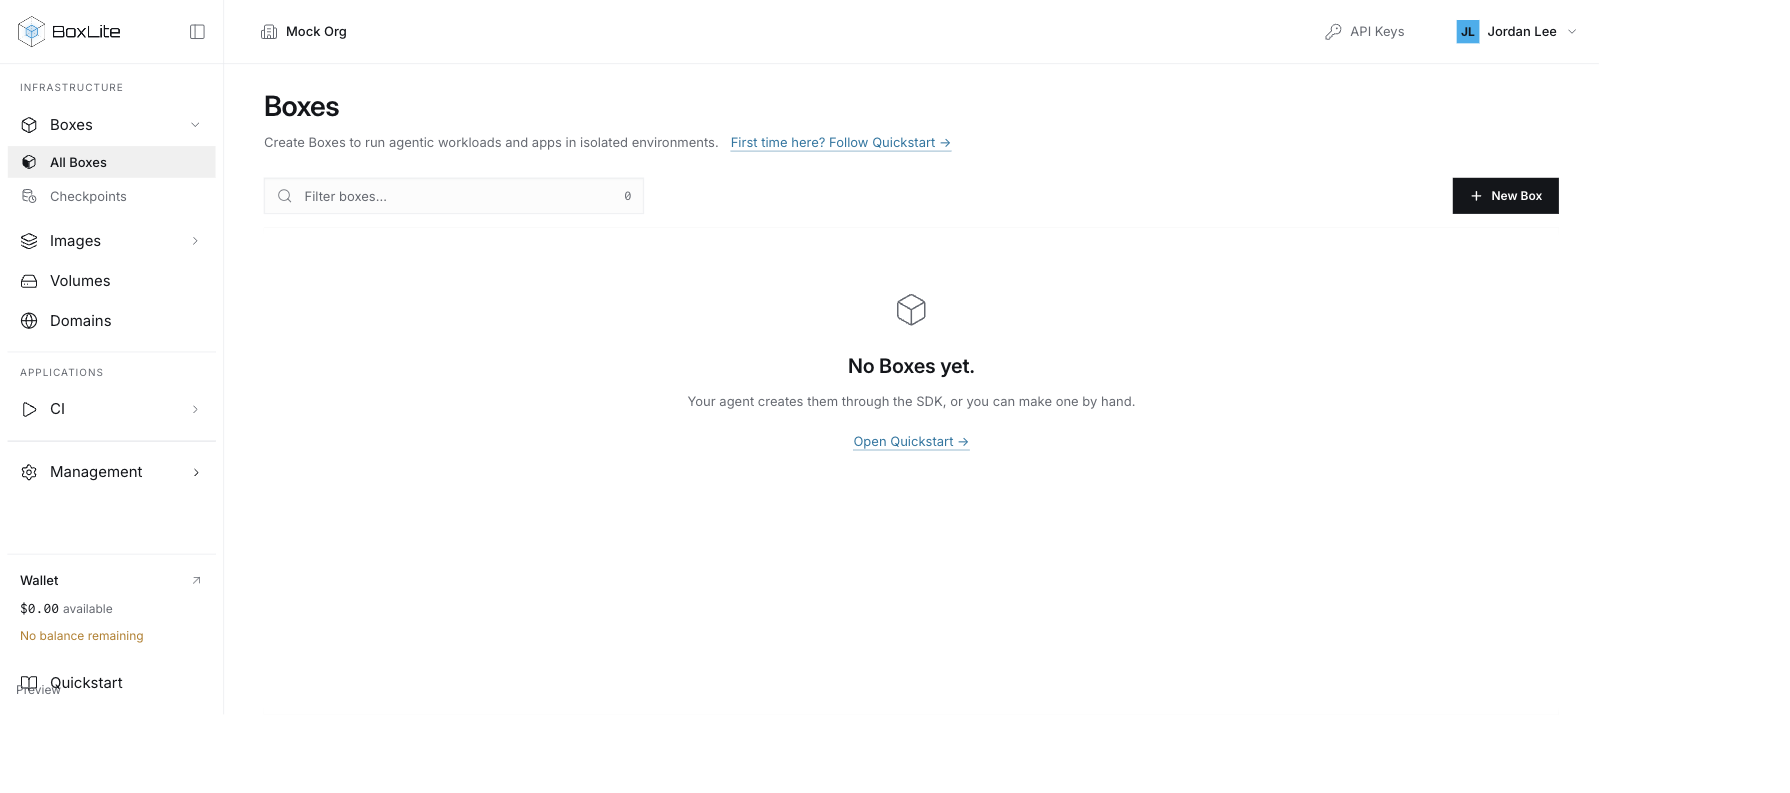 BoxLite
Mock Org
API Keys
JL
Jordan Lee
INFRASTRUCTURE
Boxes
All Boxes
Checkpoints
Images
Volumes
Domains
APPLICATIONS
CI
Management
Wallet
$0.00 available
No balance remaining
Quickstart
Preview
Boxes
Create Boxes to run agentic workloads and apps in isolated environments. First time here? Follow Quickstart →
Filter boxes... 0
+ New Box
No Boxes yet.
Your agent creates them through the SDK, or you can make one by hand.
Open Quickstart →